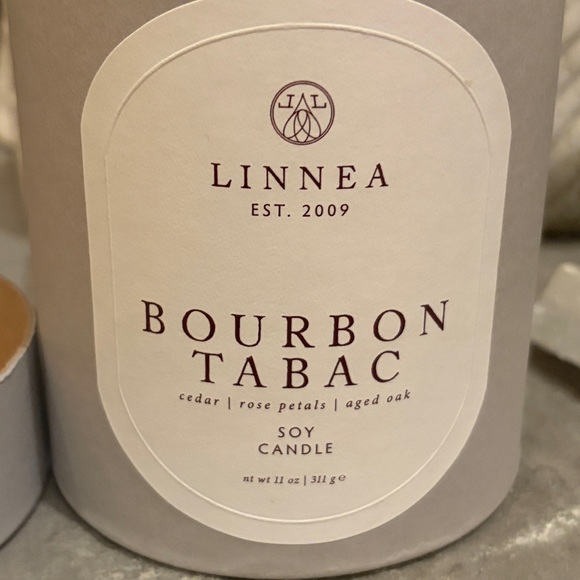 LINNEA
EST. 2009
BOURBON
TABAC
cedar | rose petals | aged oak
SOY
CANDLE
nt wt 11 oz | 311 g e